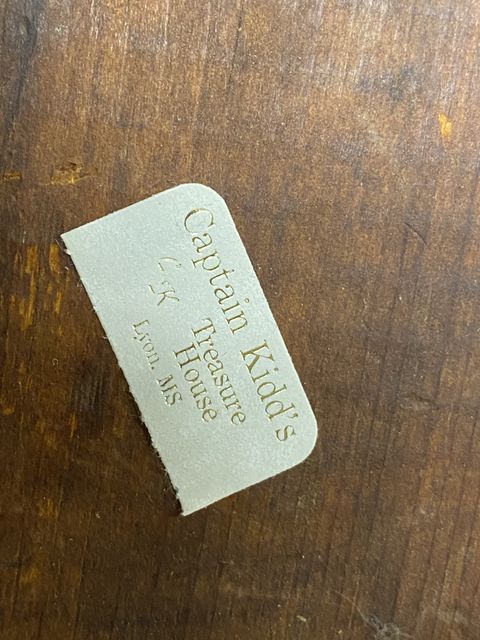 Captain Kidd's
Treasure
House
C K
Lyon, MS